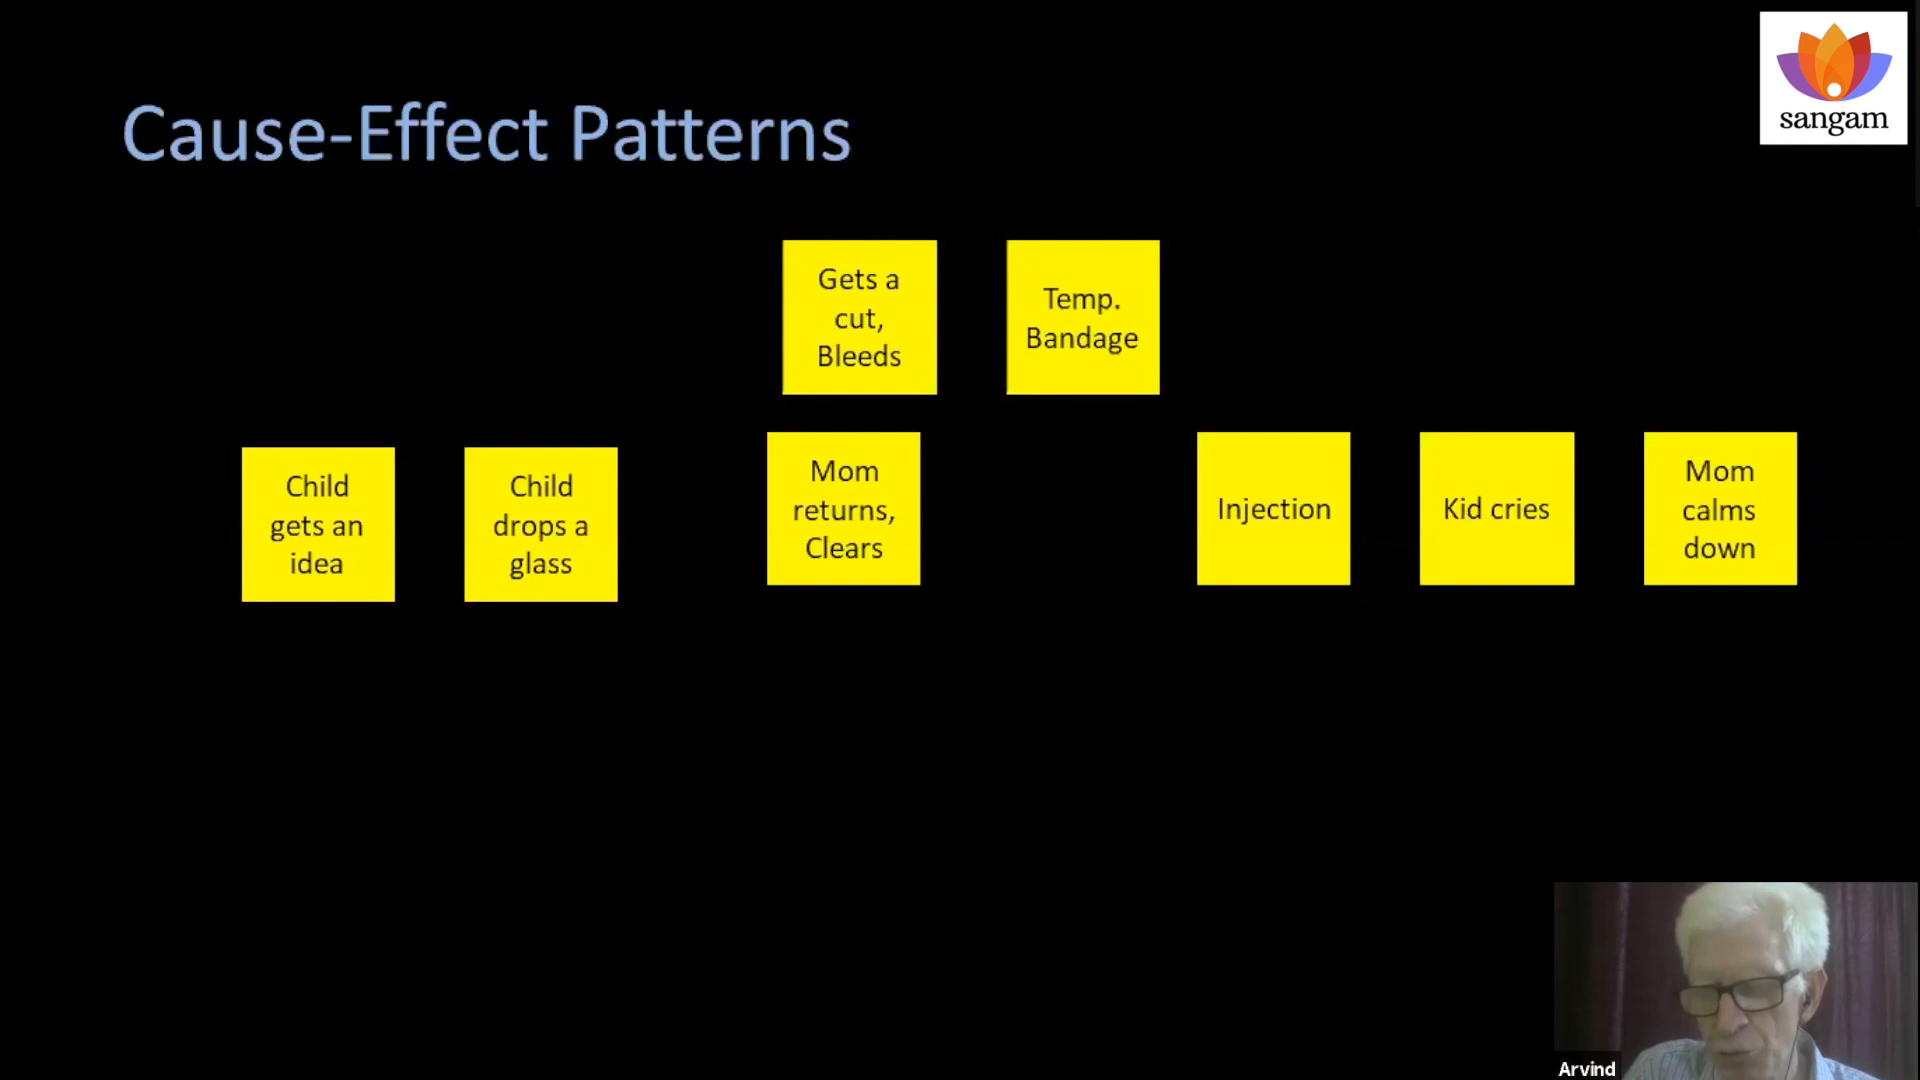 sangam
Cause-Effect Patterns
Gets a
cut,
Bleeds
Temp.
Bandage
Child
gets an
idea
Child
drops a
glass
Mom
returns,
Clears
Injection
Kid cries
Mom
calms
down
Arvind